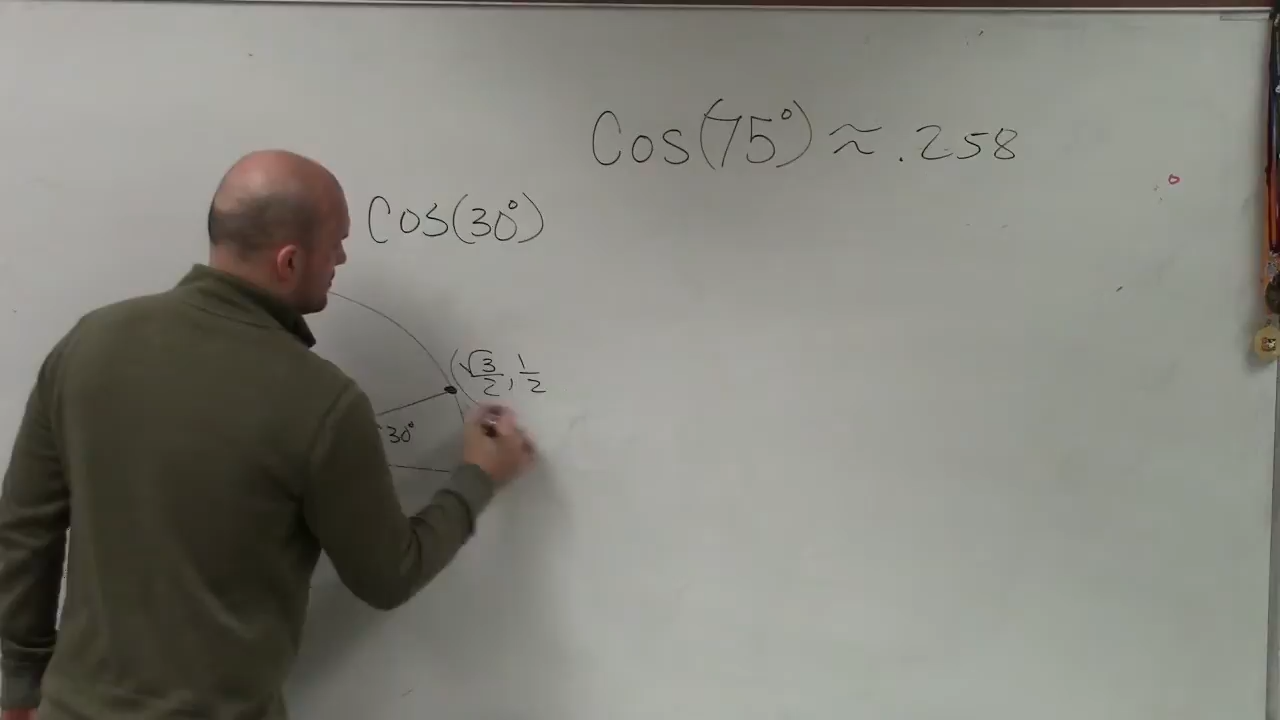 Cos(75°) ≈ .258
Cos(30°)
(√3/2, 1/2
30°